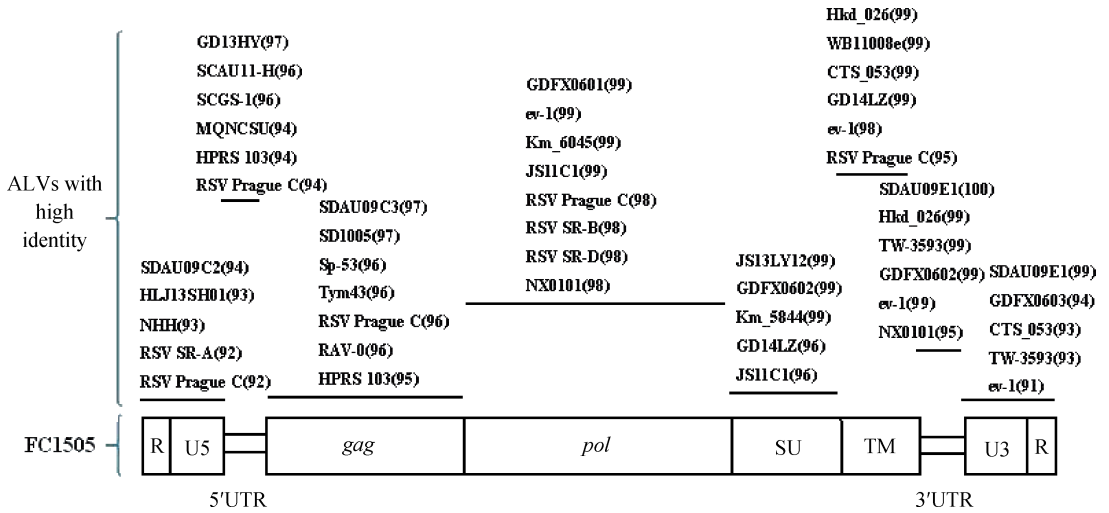 GD13HY(97)
SCAU11-H(96)
SCGS-1(96)
MQNCSU(94)
HPRS 103(94)
RSV Prague C(94)
Hkd_026(99)
WB11008e(99)
CTS_053(99)
GD14LZ(99)
ev-1(98)
RSV Prague C(95)
GDFX0601(99)
ev-1(99)
Km_6045(99)
JS11C1(99)
RSV Prague C(98)
RSV SR-B(98)
RSV SR-D(98)
NX0101(98)
ALVs with
high
identity
SDAU09C2(94)
HLJ13SH01(93)
NHH(93)
RSV SR-A(92)
RSV Prague C(92)
SDAU09C3(97)
SD1005(97)
Sp-53(96)
Tym43(96)
RSV Prague C(96)
RAV-0(96)
HPRS 103(95)
JS13LY12(99)
GDFX0602(99)
Km_5844(99)
GD14LZ(96)
JS11C1(96)
SDAU09E1(100)
Hkd_026(99)
TW-3593(99)
GDFX0602(99)
ev-1(99)
NX0101(95)
SDAU09E1(99)
GDFX0603(94)
CTS_053(93)
TW-3593(93)
ev-1(91)
FC1505 R U5 gag pol SU TM U3 R
5'UTR 3'UTR